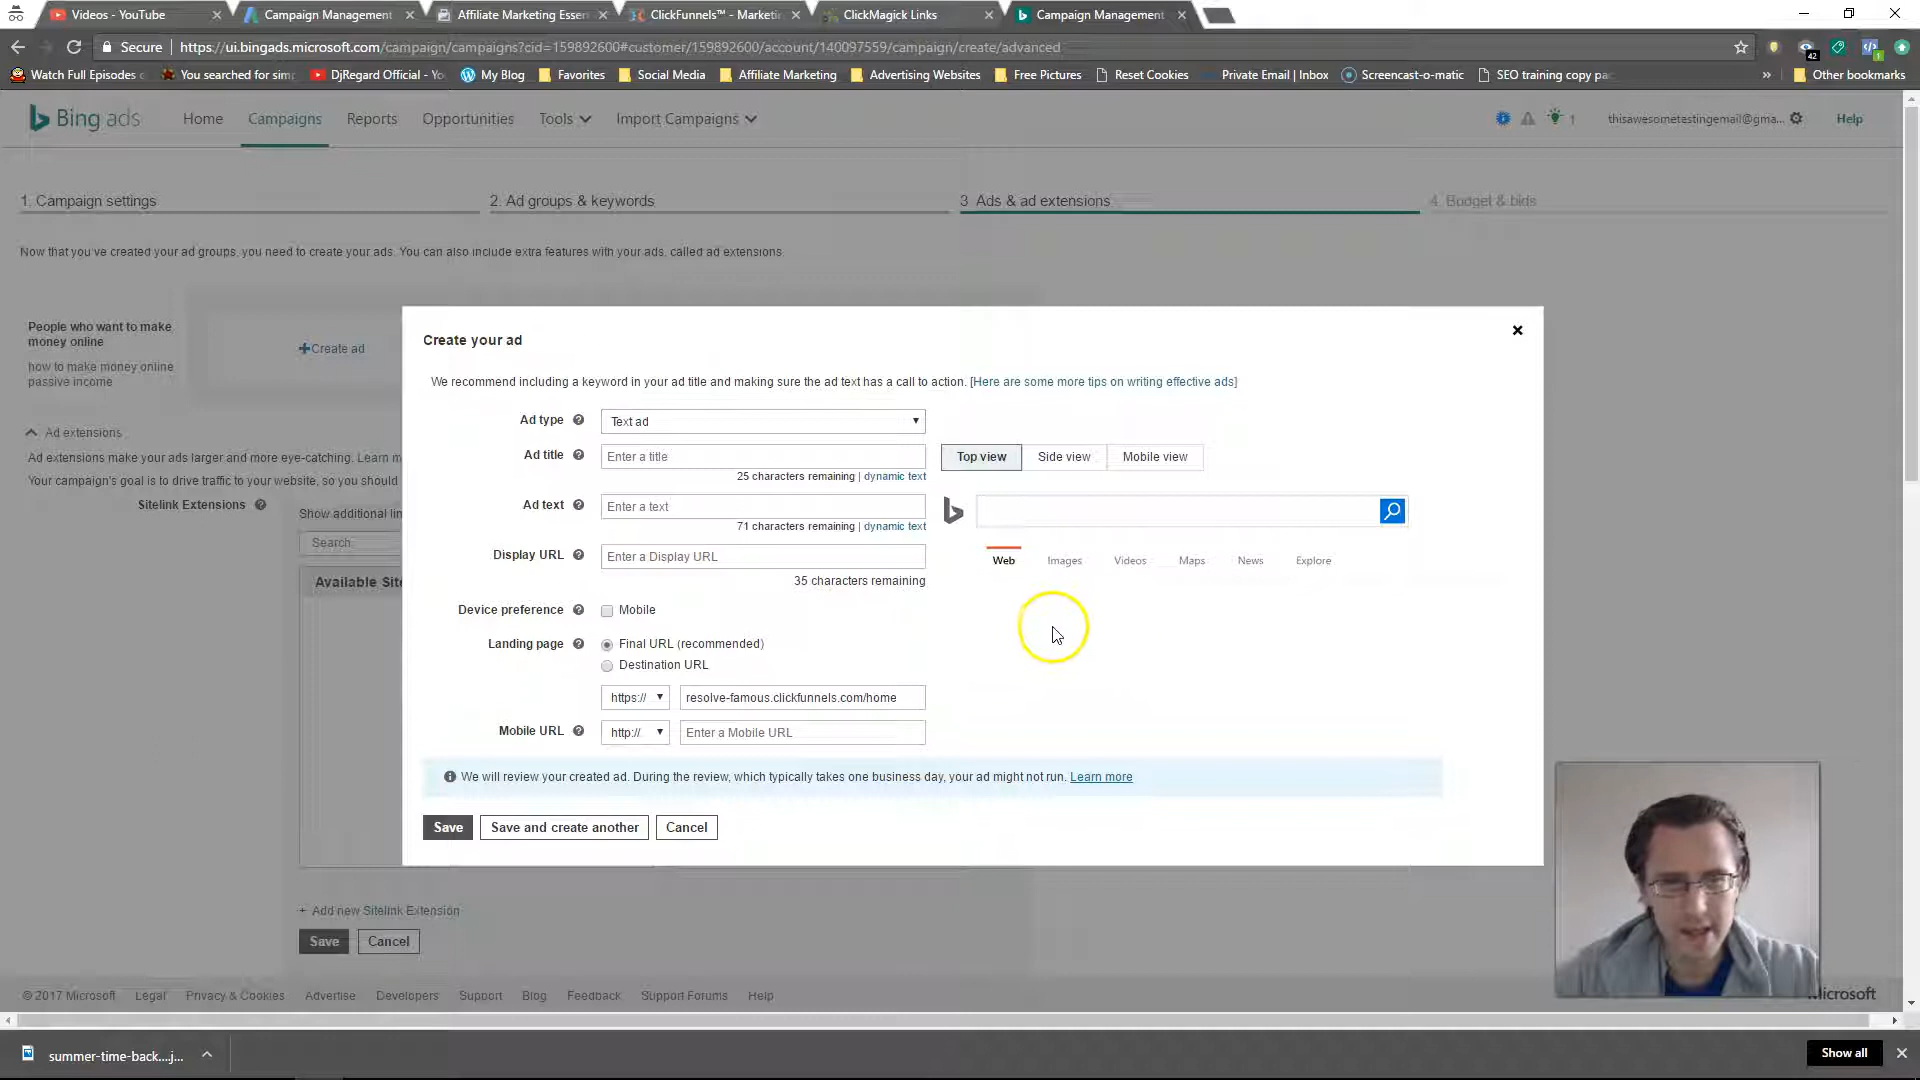 Videos - YouTube
Campaign Management
Affiliate Marketing Essen
ClickFunnels™ - Marketi
ClickMagick Links
Campaign Management
Secure
https://ui.bingads.microsoft.com/campaign/campaigns?cid=159892600#customer/159892600/account/140097559/campaign/create/advanced
42
1
Watch Full Episodes
You searched for sim
DjRegard Official - Yo
My Blog
Favorites
Social Media
Affiliate Marketing
Advertising Websites
Free Pictures
Reset Cookies
Private Email | Inbox
Screencast-o-matic
SEO training copy pa
»
Other bookmarks
Bing ads
Home
Campaigns
Reports
Opportunities
Tools
Import Campaigns
1
thisawesometestingemail@gma...
Help
1. Campaign settings
2. Ad groups & keywords
3 Ads & ad extensions
4. Budget & bids
Now that you've created your ad groups, you need to create your ads. You can also include extra features with your ads, called ad extensions.
People who want to make
money online
how to make money online
passive income
+Create ad
Ad extensions
Ad extensions make your ads larger and more eye-catching. Learn m
Your campaign's goal is to drive traffic to your website, so you should
Sitelink Extensions
Show additional lin
Search
Available Sit
Create your ad
We recommend including a keyword in your ad title and making sure the ad text has a call to action. [Here are some more tips on writing effective ads]
Ad type
Text ad
Ad title
Enter a title
25 characters remaining | dynamic text
Top view
Side view
Mobile view
Ad text
Enter a text
71 characters remaining | dynamic text
Display URL
Enter a Display URL
35 characters remaining
Web
Images
Videos
Maps
News
Explore
Device preference
Mobile
Landing page
Final URL (recommended)
Destination URL
https://
resolve-famous.clickfunnels.com/home
Mobile URL
http://
Enter a Mobile URL
We will review your created ad. During the review, which typically takes one business day, your ad might not run. Learn more
Save
Save and create another
Cancel
+ Add new Sitelink Extension
Save
Cancel
© 2017 Microsoft
Legal
Privacy & Cookies
Advertise
Developers
Support
Blog
Feedback
Support Forums
Help
Microsoft
summer-time-back....j...
Show all